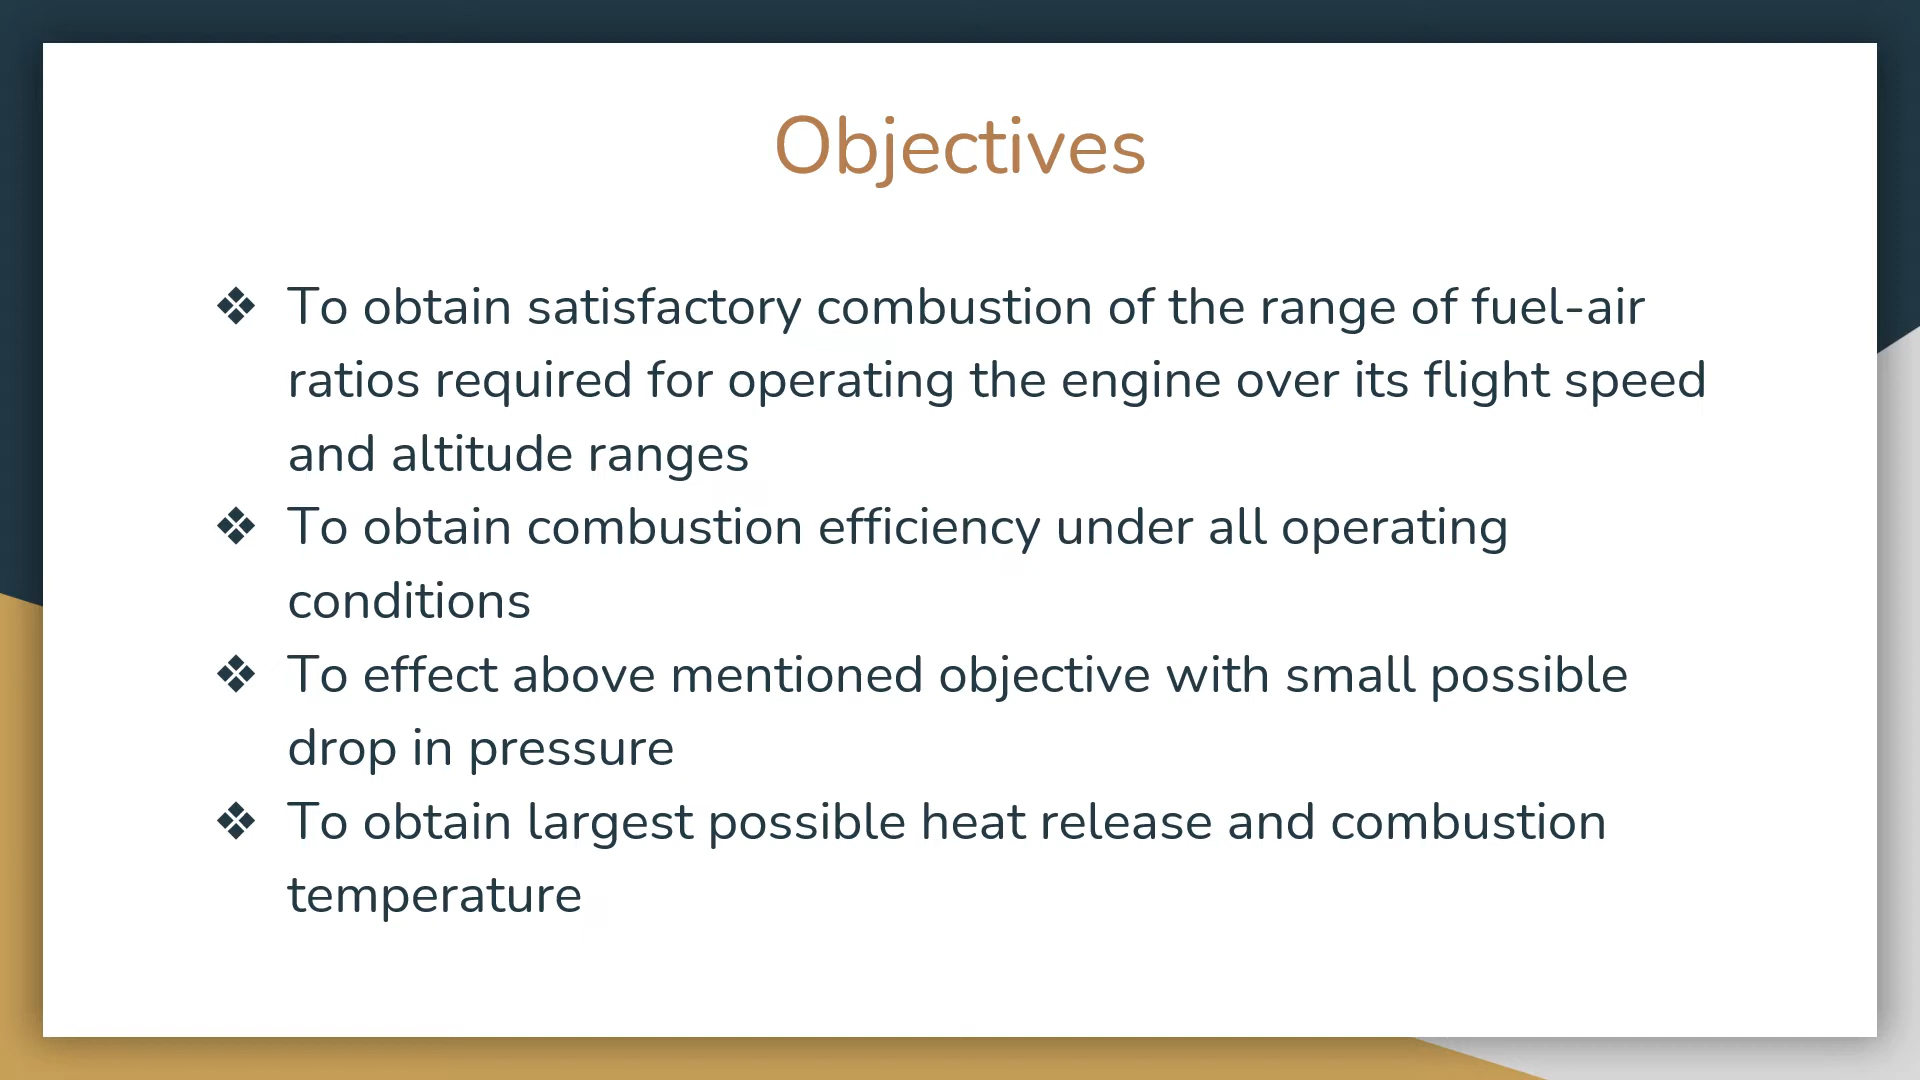 Objectives
❖ To obtain satisfactory combustion of the range of fuel-air
ratios required for operating the engine over its flight speed
and altitude ranges
❖ To obtain combustion efficiency under all operating
conditions
❖ To effect above mentioned objective with small possible
drop in pressure
❖ To obtain largest possible heat release and combustion
temperature